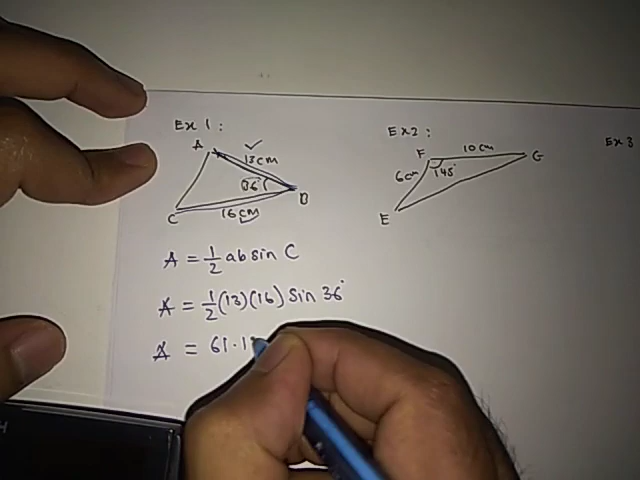 Ex 1:
A
13cm
36°
B
C
16cm
A = 1/2 ab sin C
A = 1/2 (13)(16) sin 36°
A = 61.1
Ex2:
F
10cm
G
6cm
145°
E
Ex 3